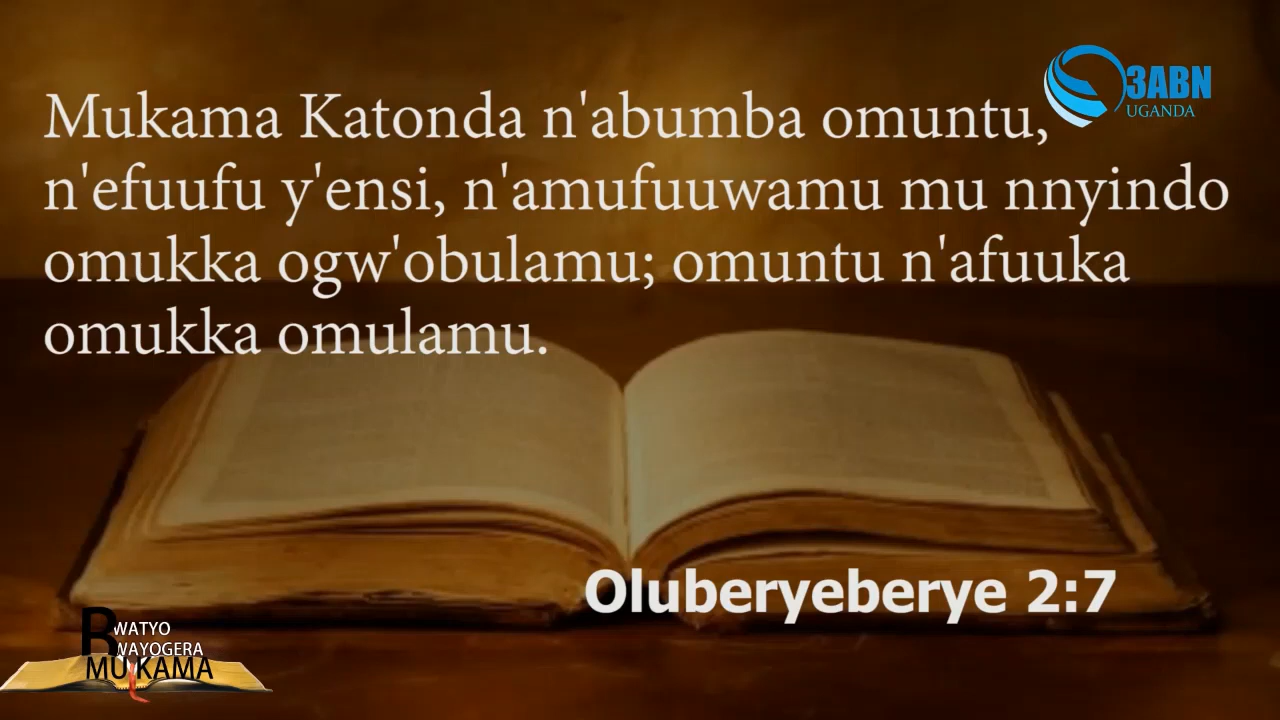 3ABN
UGANDA
Mukama Katonda n'abumba omuntu,
n'efuufu y'ensi, n'amufuuwamu mu nnyindo
omukka ogw'obulamu; omuntu n'afuuka
omukka omulamu.
Oluberyeberye 2:7
BWATYO
BWAYOGERA
MUKAMA